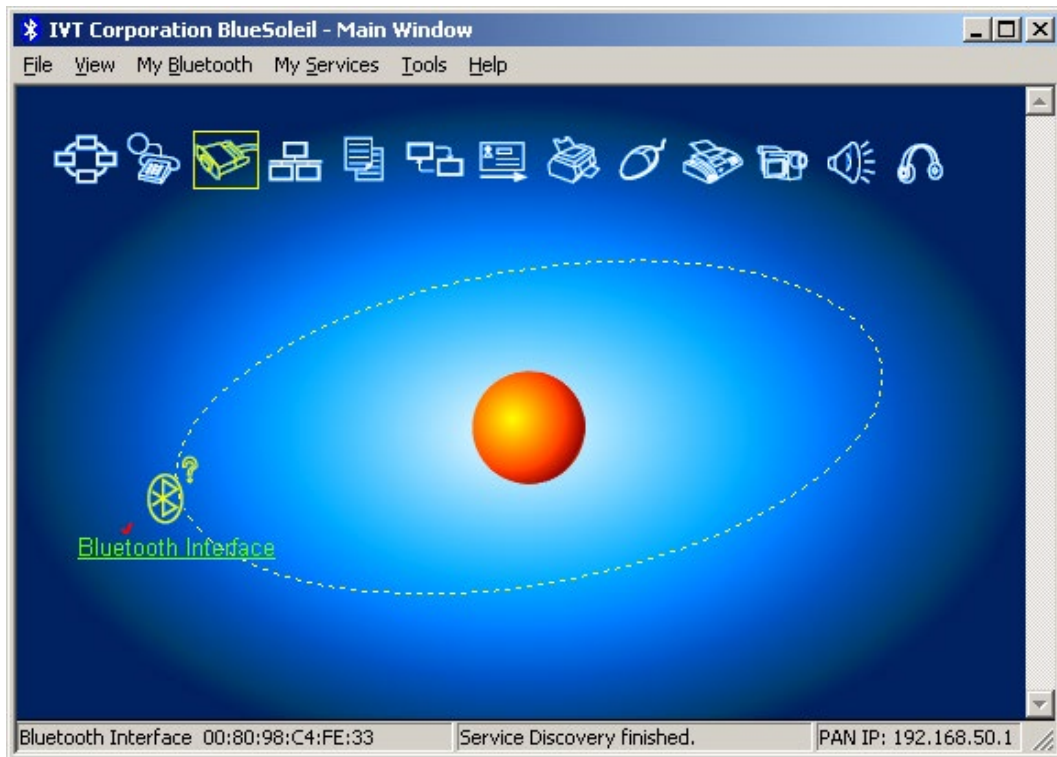 IVT Corporation BlueSoleil - Main Window
File View My Bluetooth My Services Tools Help
Bluetooth Interface
Bluetooth Interface 00:80:98:C4:FE:33 Service Discovery finished. PAN IP: 192.168.50.1